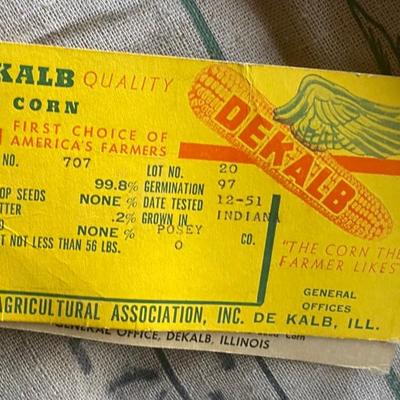 KALB QUALITY
CORN
FIRST CHOICE OF
AMERICA'S FARMERS
DEKALB
NO. 707 LOT NO. 20
99.8% GERMINATION 97
OP SEEDS NONE % DATE TESTED 12-51
TTER .2% GROWN IN INDIANA
D NONE % POSEY CO.
T NOT LESS THAN 56 LBS. 0
"THE CORN THE
FARMER LIKES"
GENERAL
OFFICES
AGRICULTURAL ASSOCIATION, INC. DE KALB, ILL.
GENERAL OFFICE, DEKALB, ILLINOIS Corn